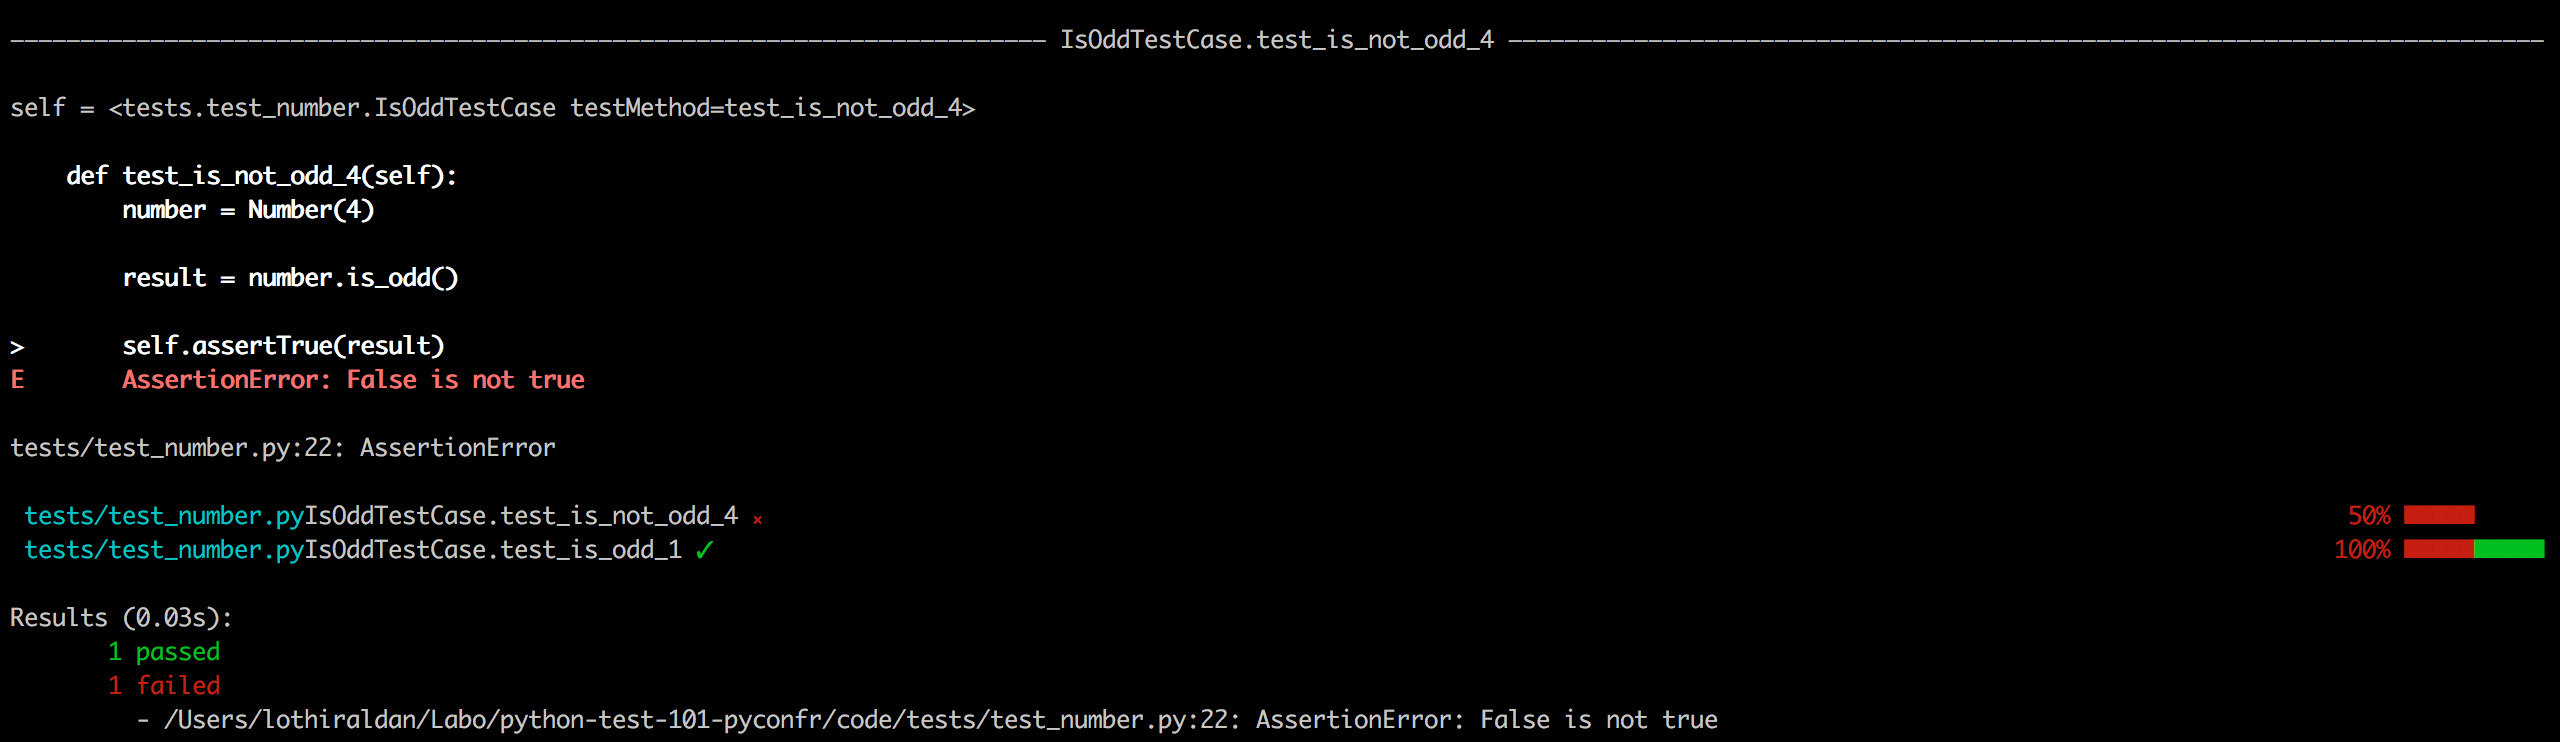 IsOddTestCase.test_is_not_odd_4
self = <tests.test_number.IsOddTestCase testMethod=test_is_not_odd_4>
    def test_is_not_odd_4(self):
        number = Number(4)
        result = number.is_odd()
>       self.assertTrue(result)
E       AssertionError: False is not true
tests/test_number.py:22: AssertionError
 tests/test_number.pyIsOddTestCase.test_is_not_odd_4 ⨯ 50%
 tests/test_number.pyIsOddTestCase.test_is_odd_1 ✓ 100%
Results (0.03s):
       1 passed
       1 failed
         - /Users/lothiraldan/Labo/python-test-101-pyconfr/code/tests/test_number.py:22: AssertionError: False is not true